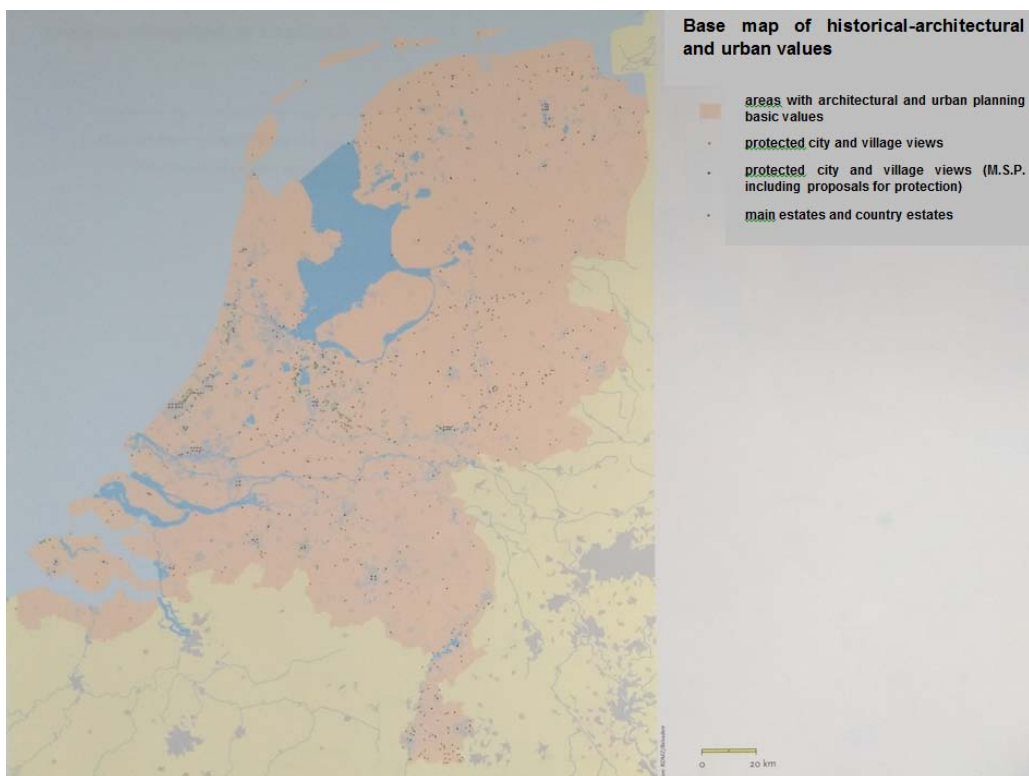 Base map of historical-architectural
and urban values
areas with architectural and urban planning
basic values
protected city and village views
protected city and village views (M.S.P.
including proposals for protection)
main estates and country estates
0 20 km